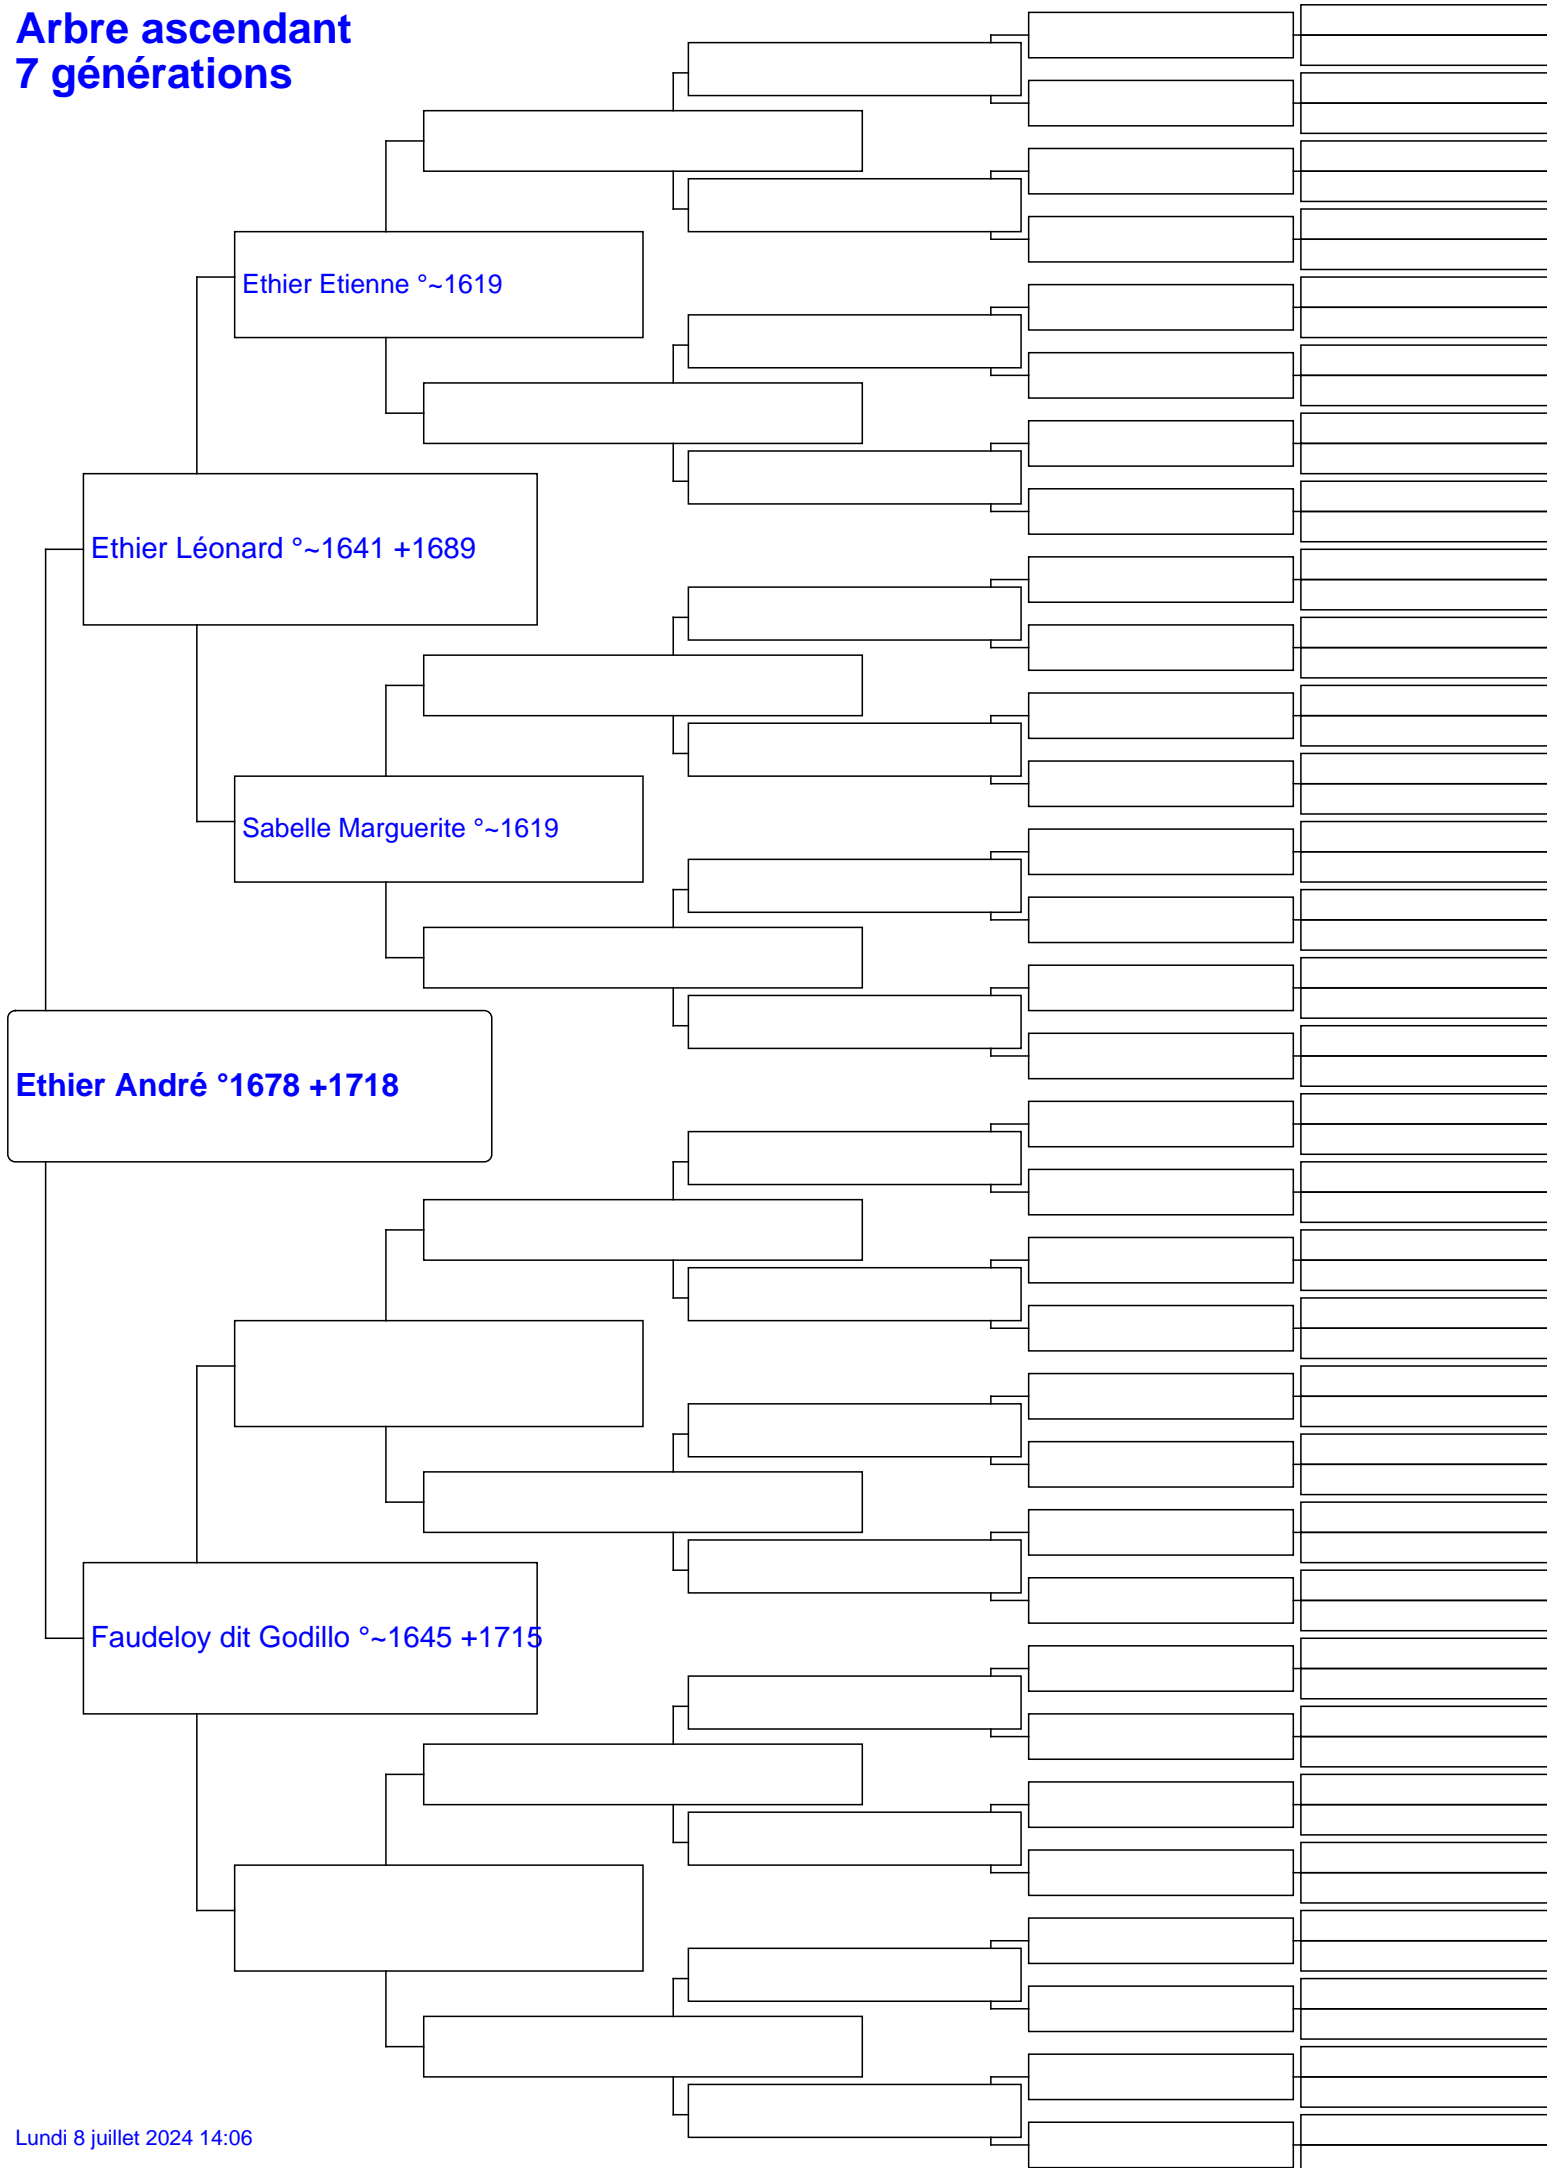 Arbre ascendant
7 générations
Ethier Etienne °~1619
Ethier Léonard °~1641 +1689
Sabelle Marguerite °~1619
Ethier André °1678 +1718
Faudeloy dit Godillo °~1645 +1715
Lundi 8 juillet 2024 14:06